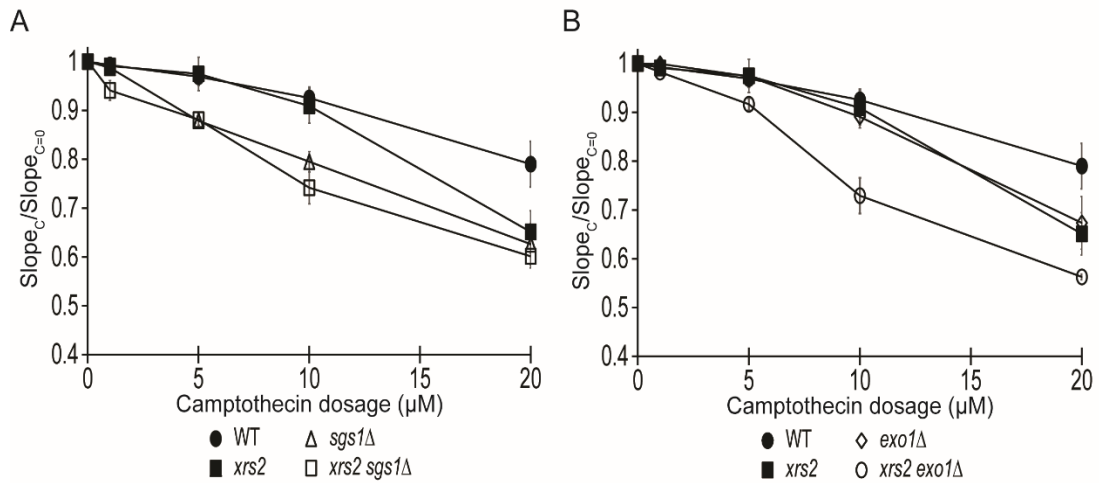 A
B
Slope_C/Slope_C=0
1
0.9
0.8
0.7
0.6
0.5
0.4
0 5 10 15 20
Camptothecin dosage (µM)
WT sgs1Δ
xrs2 xrs2 sgs1Δ
Slope_C/Slope_C=0
1
0.9
0.8
0.7
0.6
0.5
0.4
0 5 10 15 20
Camptothecin dosage (µM)
WT exo1Δ
xrs2 xrs2 exo1Δ